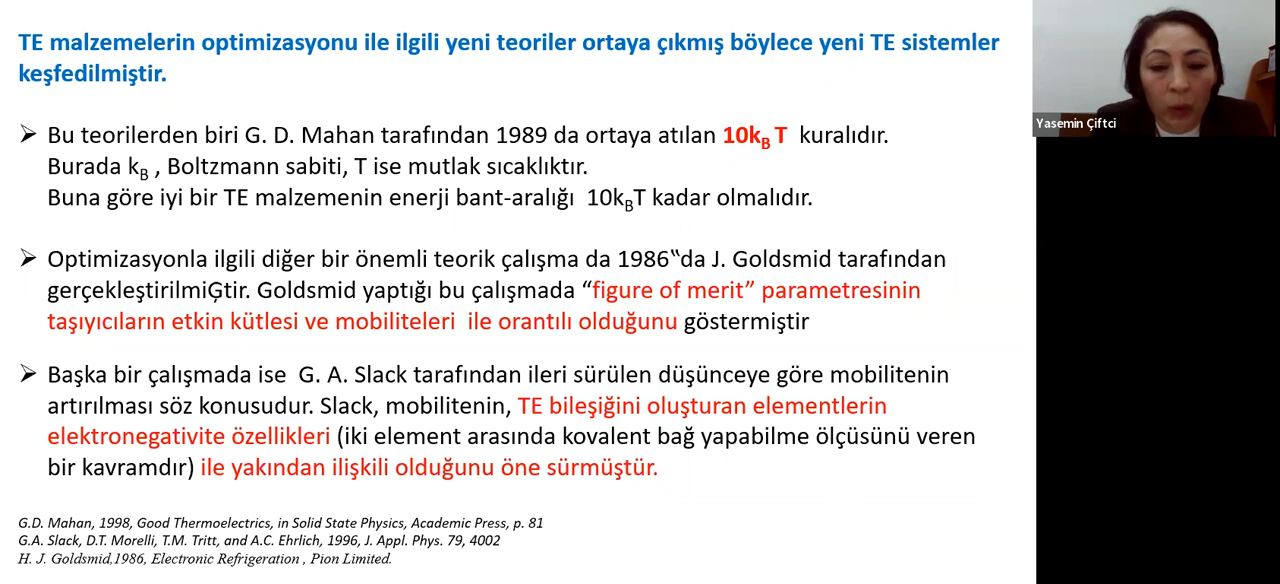 TE malzemelerin optimizasyonu ile ilgili yeni teoriler ortaya çıkmış böylece yeni TE sistemler
keşfedilmiştir.
➢ Bu teorilerden biri G. D. Mahan tarafından 1989 da ortaya atılan 10k_B T kuralıdır.
Burada k_B , Boltzmann sabiti, T ise mutlak sıcaklıktır.
Buna göre iyi bir TE malzemenin enerji bant-aralığı 10k_BT kadar olmalıdır.
➢ Optimizasyonla ilgili diğer bir önemli teorik çalışma da 1986‟da J. Goldsmid tarafından
gerçekleştirilmiĢtir. Goldsmid yaptığı bu çalışmada “figure of merit” parametresinin
taşıyıcıların etkin kütlesi ve mobiliteleri ile orantılı olduğunu göstermiştir
➢ Başka bir çalışmada ise G. A. Slack tarafından ileri sürülen düşünceye göre mobilitenin
artırılması söz konusudur. Slack, mobilitenin, TE bileşiğini oluşturan elementlerin
elektronegativite özellikleri (iki element arasında kovalent bağ yapabilme ölçüsünü veren
bir kavramdır) ile yakından ilişkili olduğunu öne sürmüştür.
G.D. Mahan, 1998, Good Thermoelectrics, in Solid State Physics, Academic Press, p. 81
G.A. Slack, D.T. Morelli, T.M. Tritt, and A.C. Ehrlich, 1996, J. Appl. Phys. 79, 4002
H. J. Goldsmid,1986, Electronic Refrigeration , Pion Limited.
Yasemin Çiftci